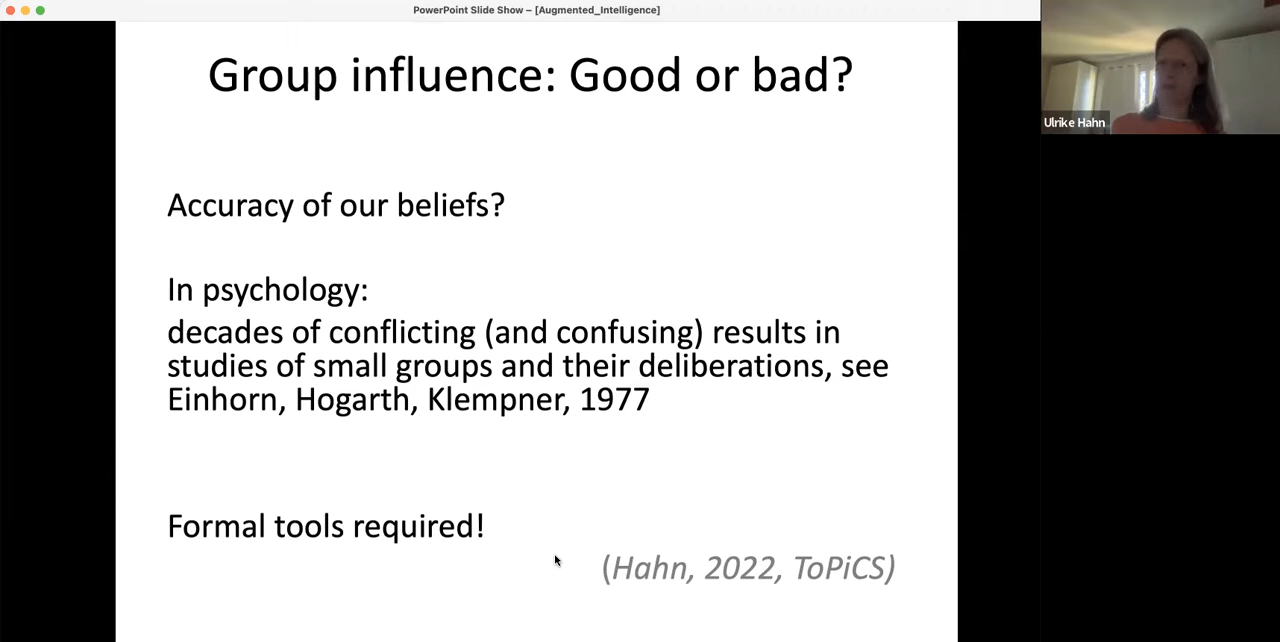 PowerPoint Slide Show – [Augmented_Intelligence]
Group influence: Good or bad?
Ulrike Hahn
Accuracy of our beliefs?
In psychology:
decades of conflicting (and confusing) results in
studies of small groups and their deliberations, see
Einhorn, Hogarth, Klempner, 1977
Formal tools required!
(Hahn, 2022, ToPiCS)